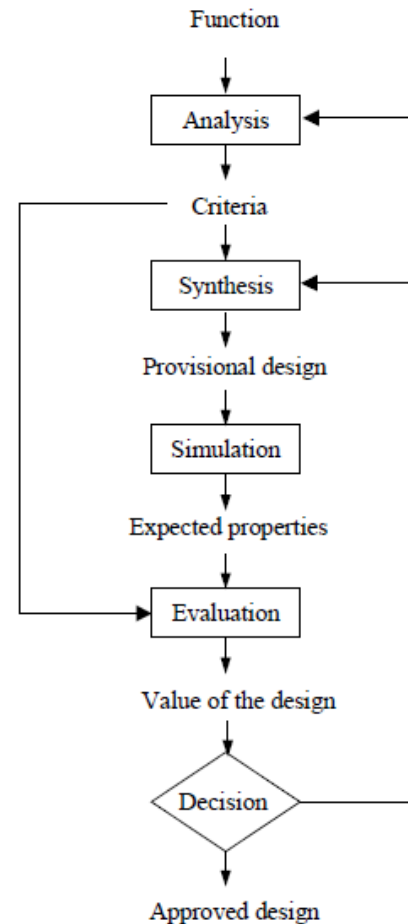 Function
Analysis
Criteria
Synthesis
Provisional design
Simulation
Expected properties
Evaluation
Value of the design
Decision
Approved design